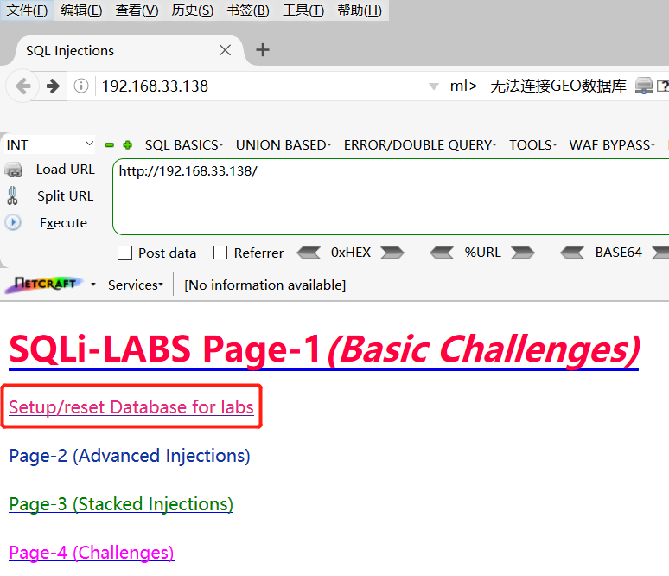 文件(F) 编辑(E) 查看(V) 历史(S) 书签(B) 工具(T) 帮助(H)
SQL Injections
192.168.33.138 ml> 无法连接GEO数据库
INT SQL BASICS UNION BASED ERROR/DOUBLE QUERY TOOLS WAF BYPASS
Load URL http://192.168.33.138/
Split URL
Execute
Post data Referrer 0xHEX %URL BASE64
NETCRAFT Services [No information available]
SQLi-LABS Page-1(Basic Challenges)
Setup/reset Database for labs
Page-2 (Advanced Injections)
Page-3 (Stacked Injections)
Page-4 (Challenges)